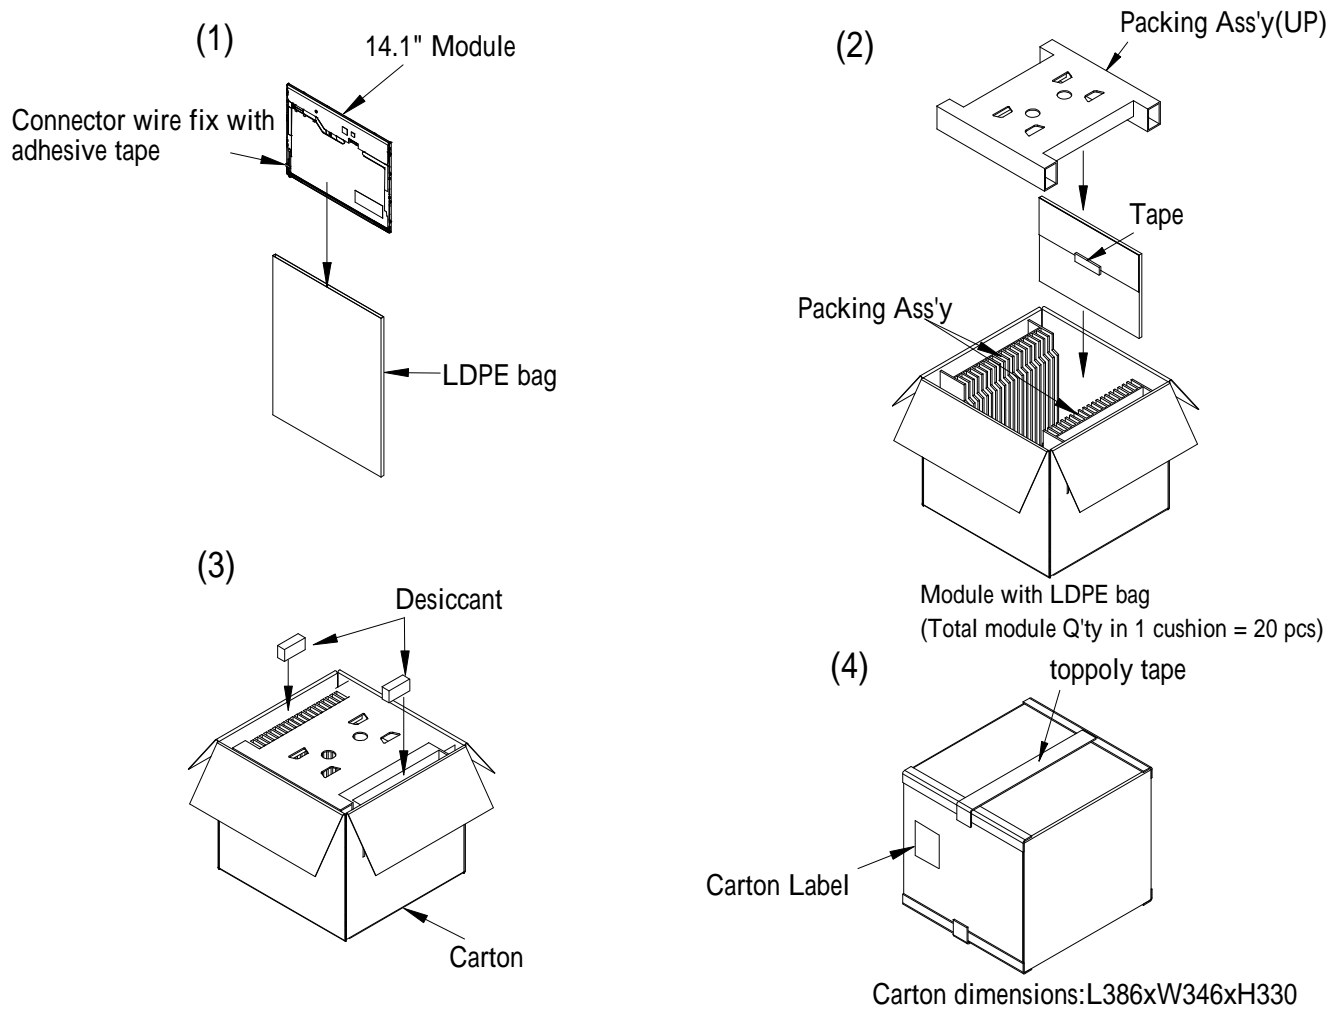 (1)
14.1" Module
Connector wire fix with
adhesive tape
LDPE bag
(2)
Packing Ass'y(UP)
Tape
Packing Ass'y
Module with LDPE bag
(Total module Q'ty in 1 cushion = 20 pcs)
(3)
Desiccant
Carton
(4)
toppoly tape
Carton Label
Carton dimensions:L386xW346xH330